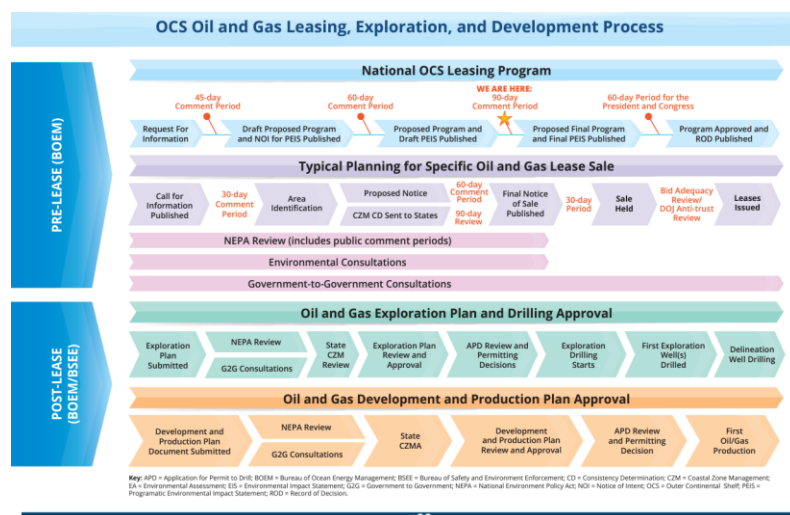 OCS Oil and Gas Leasing, Exploration, and Development Process
PRE-LEASE (BOEM)
National OCS Leasing Program
45-day
Comment Period
60-day
Comment Period
WE ARE HERE:
90-day
Comment Period
60-day Period for the
President and Congress
Request For
Information
Draft Proposed Program
and NOI for PEIS Published
Proposed Program and
Draft PEIS Published
Proposed Final Program
and Final PEIS Published
Program Approved and
ROD Published
Typical Planning for Specific Oil and Gas Lease Sale
Call for
Information
Published
30-day
Comment
Period
Area
Identification
Proposed Notice
CZM CD Sent to States
60-day
Comment
Period
90-day
Review
Final Notice
of Sale
Published
30-day
Period
Sale
Held
Bid Adequacy
Review/
DOJ Anti-trust
Review
Leases
Issued
NEPA Review (includes public comment periods)
Environmental Consultations
Government-to-Government Consultations
POST-LEASE
(BOEM/BSEE)
Oil and Gas Exploration Plan and Drilling Approval
Exploration
Plan
Submitted
NEPA Review
G2G Consultations
State
CZM
Review
Exploration Plan
Review and
Approval
APD Review and
Permitting
Decisions
Exploration
Drilling
Starts
First Exploration
Well(s)
Drilled
Delineation
Well Drilling
Oil and Gas Development and Production Plan Approval
Development and
Production Plan
Document Submitted
NEPA Review
G2G Consultations
State
CZMA
Development
and Production Plan
Review and Approval
APD Review
and Permitting
Decision
First
Oil/Gas
Production
Key: APD = Application for Permit to Drill; BOEM = Bureau of Ocean Energy Management; BSEE = Bureau of Safety and Environment Enforcement; CD = Consistency Determination; CZM = Coastal Zone Management;
EA = Environmental Assessment; EIS = Environmental Impact Statement; G2G = Government to Government; NEPA = National Environment Policy Act; NOI = Notice of Intent; OCS = Outer Continental Shelf; PEIS =
Programatic Environmental Impact Statement; ROD = Record of Decision.